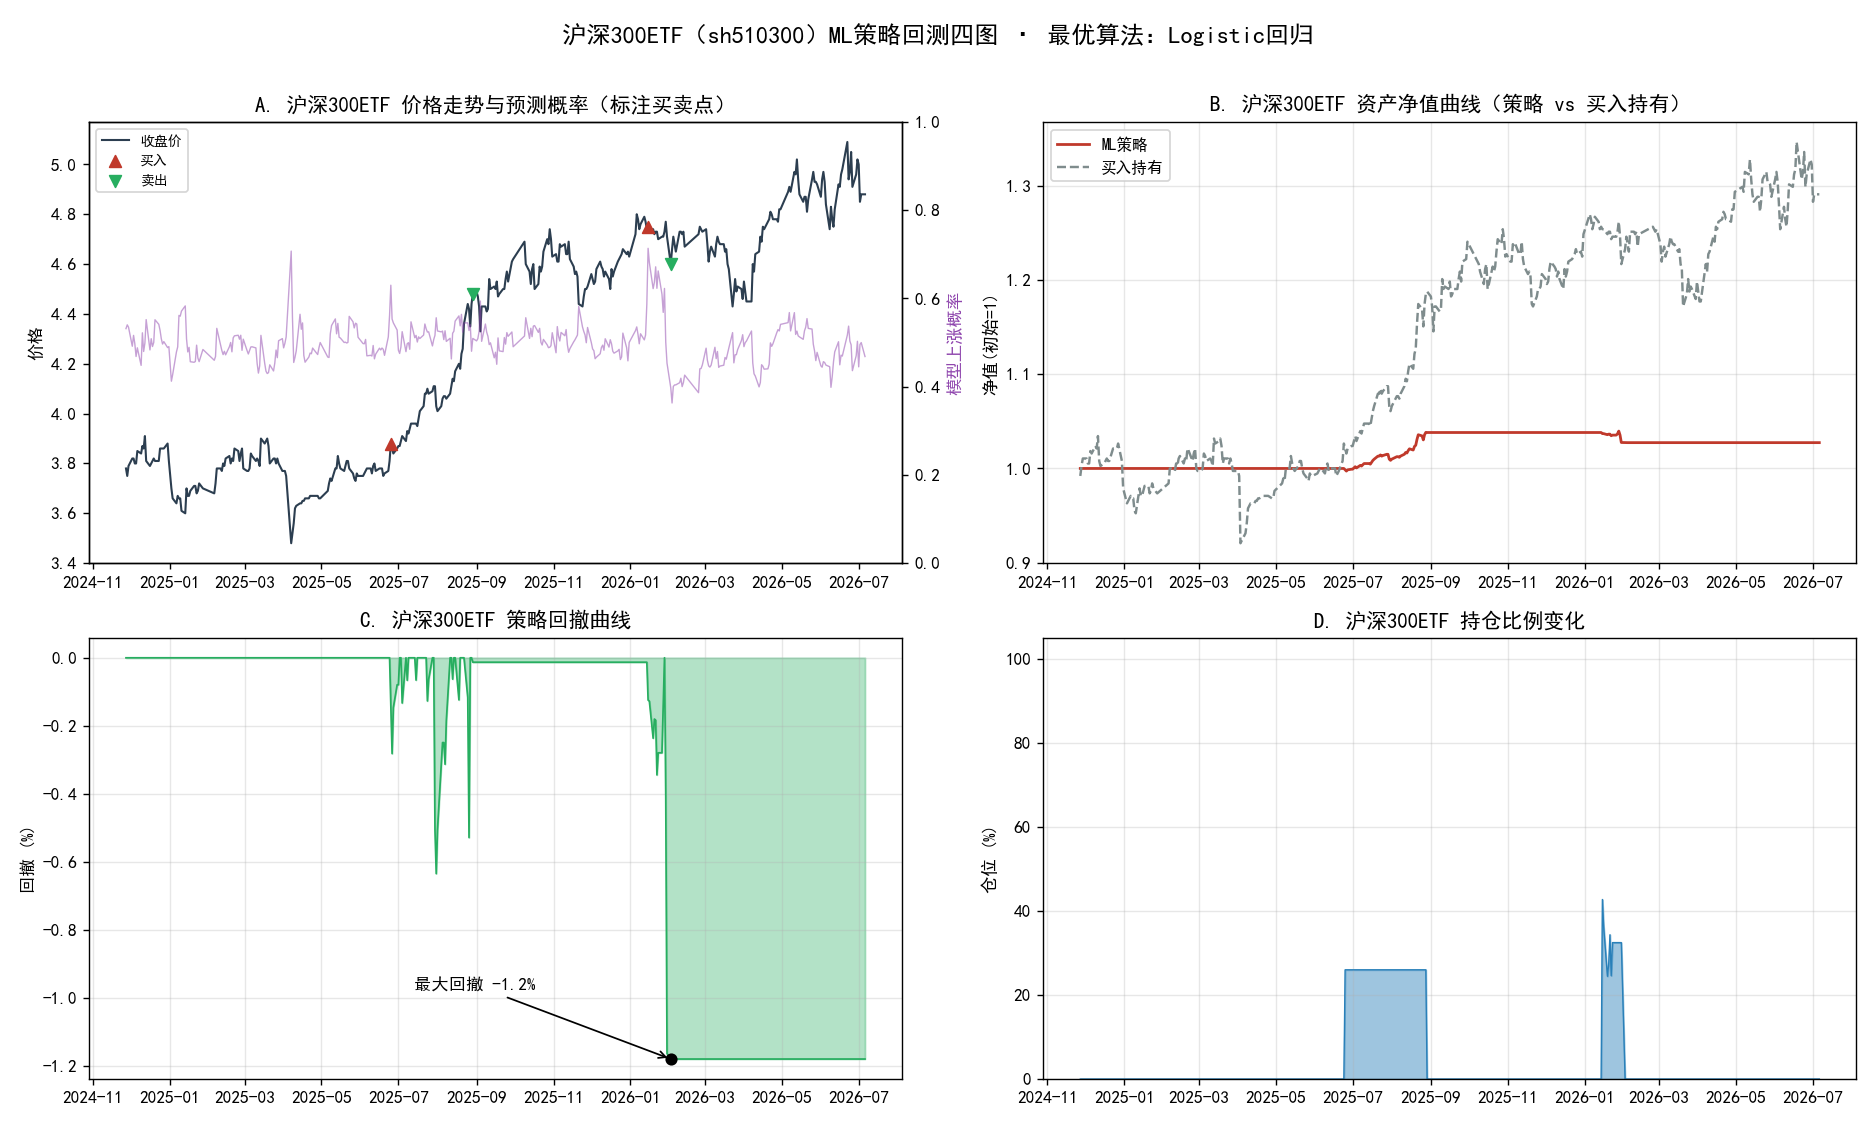 沪深300ETF（sh510300）ML策略回测四图 · 最优算法：Logistic回归
A. 沪深300ETF 价格走势与预测概率（标注买卖点）
收盘价
买入
卖出
价格
5.0
4.8
4.6
4.4
4.2
4.0
3.8
3.6
3.4
1.0
0.8
0.6
0.4
0.2
0.0
模型上涨概率
2024-11 2025-01 2025-03 2025-05 2025-07 2025-09 2025-11 2026-01 2026-03 2026-05 2026-07
B. 沪深300ETF 资产净值曲线（策略 vs 买入持有）
ML策略
买入持有
净值(初始=1)
1.3
1.2
1.1
1.0
0.9
2024-11 2025-01 2025-03 2025-05 2025-07 2025-09 2025-11 2026-01 2026-03 2026-05 2026-07
C. 沪深300ETF 策略回撤曲线
回撤 (%)
0.0
-0.2
-0.4
-0.6
-0.8
-1.0
-1.2
最大回撤 -1.2%
2024-11 2025-01 2025-03 2025-05 2025-07 2025-09 2025-11 2026-01 2026-03 2026-05 2026-07
D. 沪深300ETF 持仓比例变化
仓位 (%)
100
80
60
40
20
0
2024-11 2025-01 2025-03 2025-05 2025-07 2025-09 2025-11 2026-01 2026-03 2026-05 2026-07